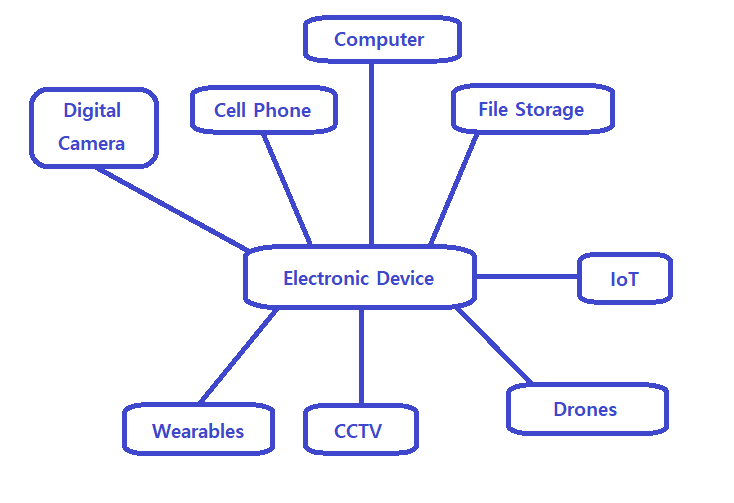 Computer
Digital
Camera
Cell Phone
File Storage
Electronic Device
IoT
Wearables
CCTV
Drones